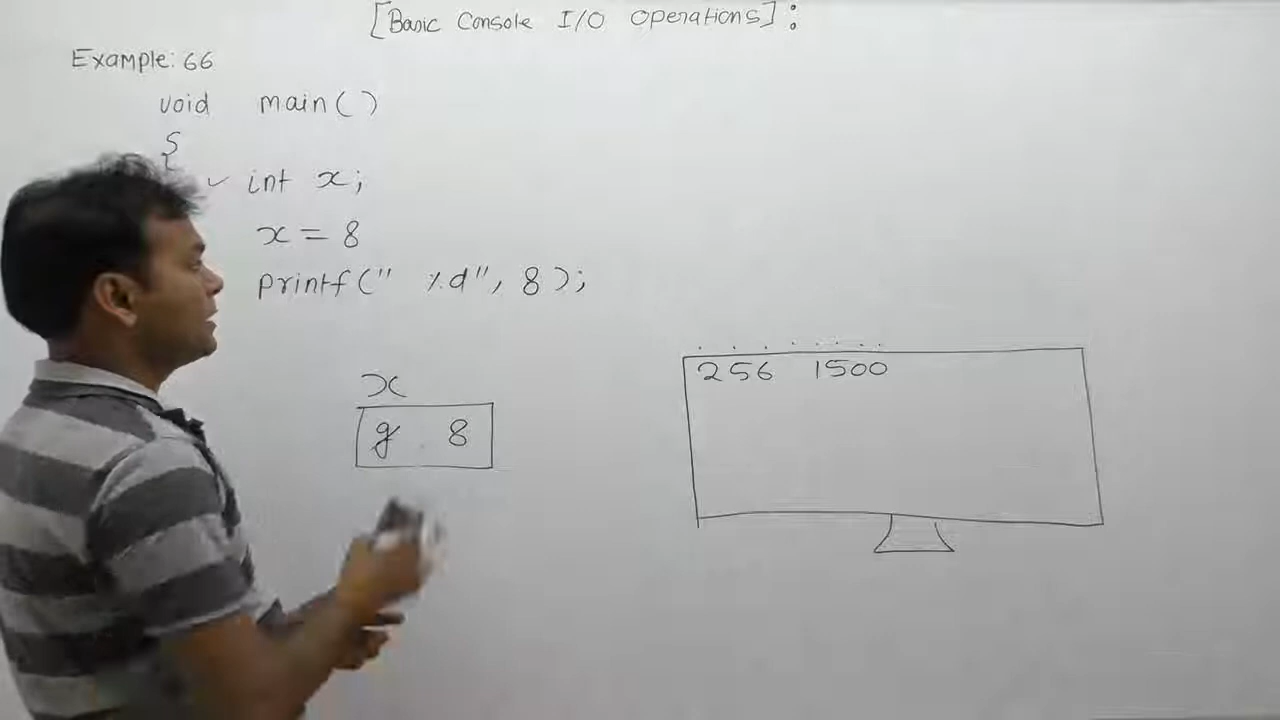 [Basic Console I/O Operations]:
Example: 66
void main()
{
✓ int x;
x = 8
printf(" %d", 8);
x
g 8
256 1500